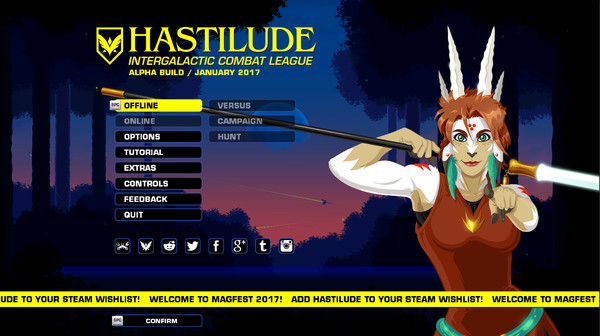 HASTILUDE
INTERGALACTIC COMBAT LEAGUE
ALPHA BUILD / JANUARY 2017
SPC OFFLINE
VERSUS
ONLINE
CAMPAIGN
OPTIONS
HUNT
TUTORIAL
EXTRAS
CONTROLS
FEEDBACK
QUIT
f g+ t
UDE TO YOUR STEAM WISHLIST! WELCOME TO MAGFEST 2017! ADD HASTILUDE TO YOUR STEAM WISHLIST! WELCOME TO MAGFEST
SPC CONFIRM